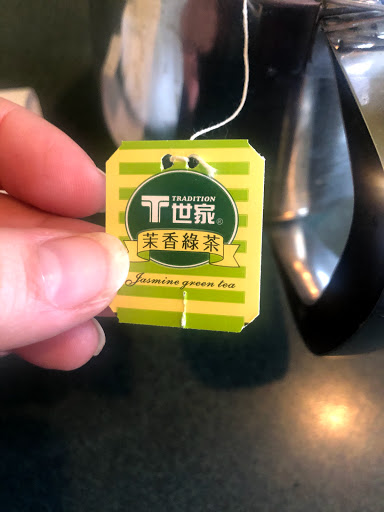 TRADITION
T世家®
茉香綠茶
Jasmine green tea